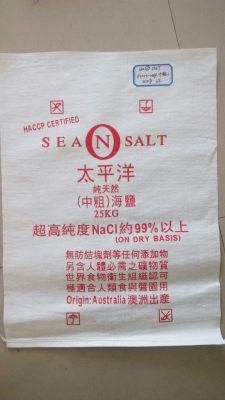 HACCP CERTIFIED
SEA N SALT
太平洋
純天然
(中粗)海鹽
25KG
超高純度NaCl約99%以上
(ON DRY BASIS)
無防結塊劑等任何添加物
另含人體必需之礦物質
世界食物衛生組織認可
極適合人類食與醬園用
Origin: Australia 澳洲出産